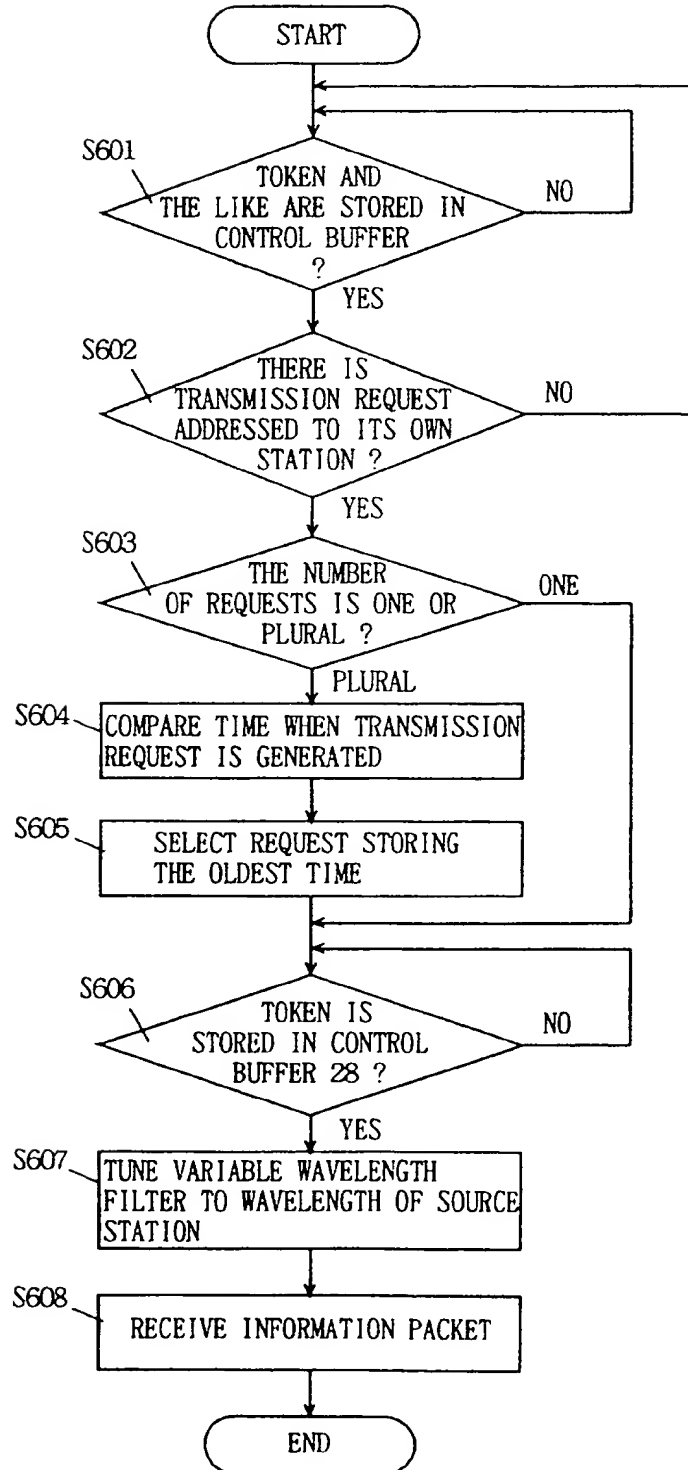 START
S601
TOKEN AND
THE LIKE ARE STORED IN
CONTROL BUFFER
?
NO
YES
S602
THERE IS
TRANSMISSION REQUEST
ADDRESSED TO ITS OWN
STATION ?
NO
YES
S603
THE NUMBER
OF REQUESTS IS ONE OR
PLURAL ?
ONE
PLURAL
S604
COMPARE TIME WHEN TRANSMISSION
REQUEST IS GENERATED
S605
SELECT REQUEST STORING
THE OLDEST TIME
S606
TOKEN IS
STORED IN CONTROL
BUFFER 28 ?
NO
YES
S607
TUNE VARIABLE WAVELENGTH
FILTER TO WAVELENGTH OF SOURCE
STATION
S608
RECEIVE INFORMATION PACKET
END